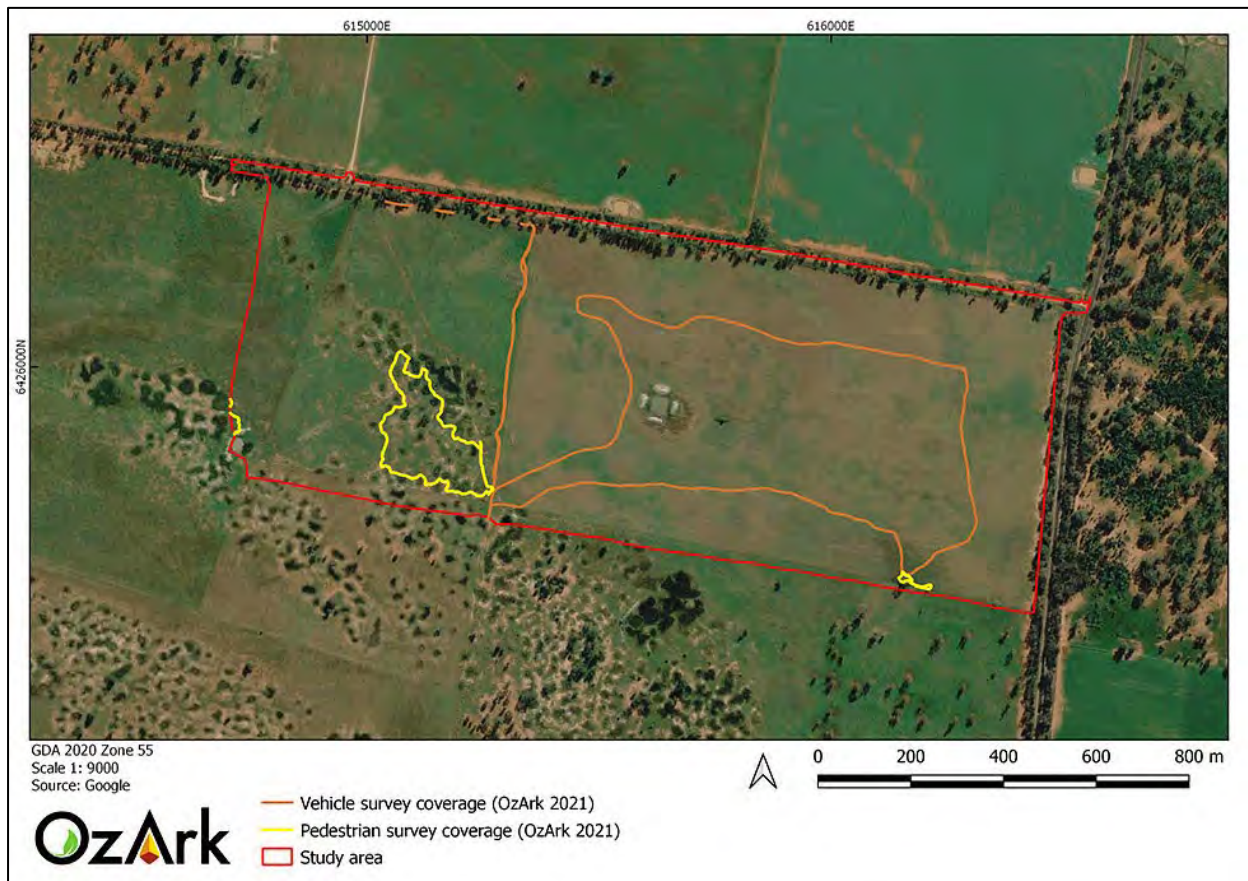 615000E
616000E
6426000N
GDA 2020 Zone 55
Scale 1: 9000
Source: Google
0 200 400 600 800 m
Vehicle survey coverage (OzArk 2021)
Pedestrian survey coverage (OzArk 2021)
Study area
OzArk